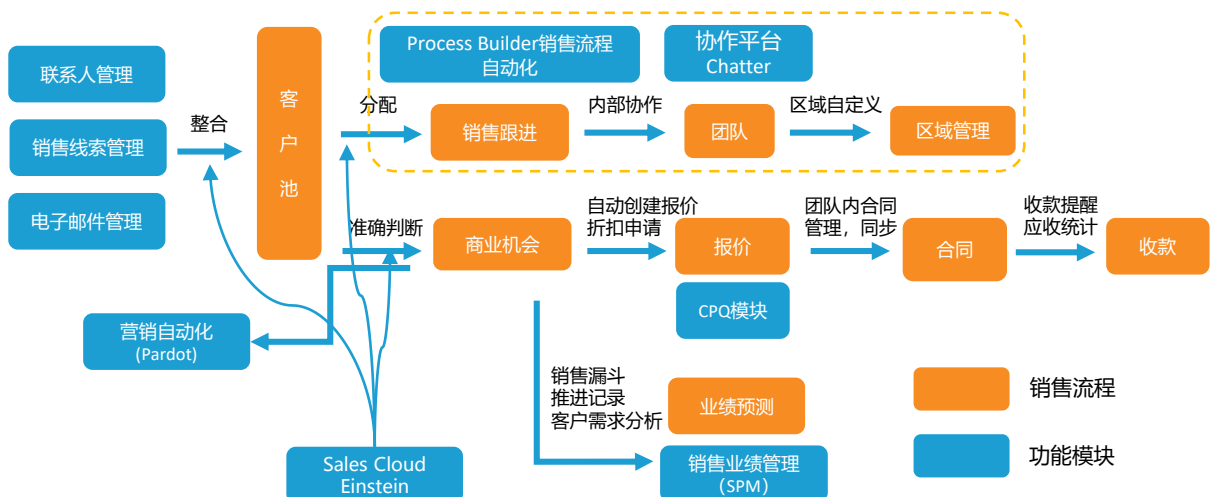 Process Builder销售流程
自动化
协作平台
Chatter
联系人管理
销售线索管理
电子邮件管理
整合
客
户
池
分配
销售跟进
内部协作
团队
区域自定义
区域管理
准确判断
商业机会
自动创建报价
折扣申请
报价
CPQ模块
团队内合同
管理，同步
合同
收款提醒
应收统计
收款
营销自动化
(Pardot)
销售漏斗
推进记录
客户需求分析
业绩预测
销售业绩管理
（SPM）
Sales Cloud
Einstein
销售流程
功能模块